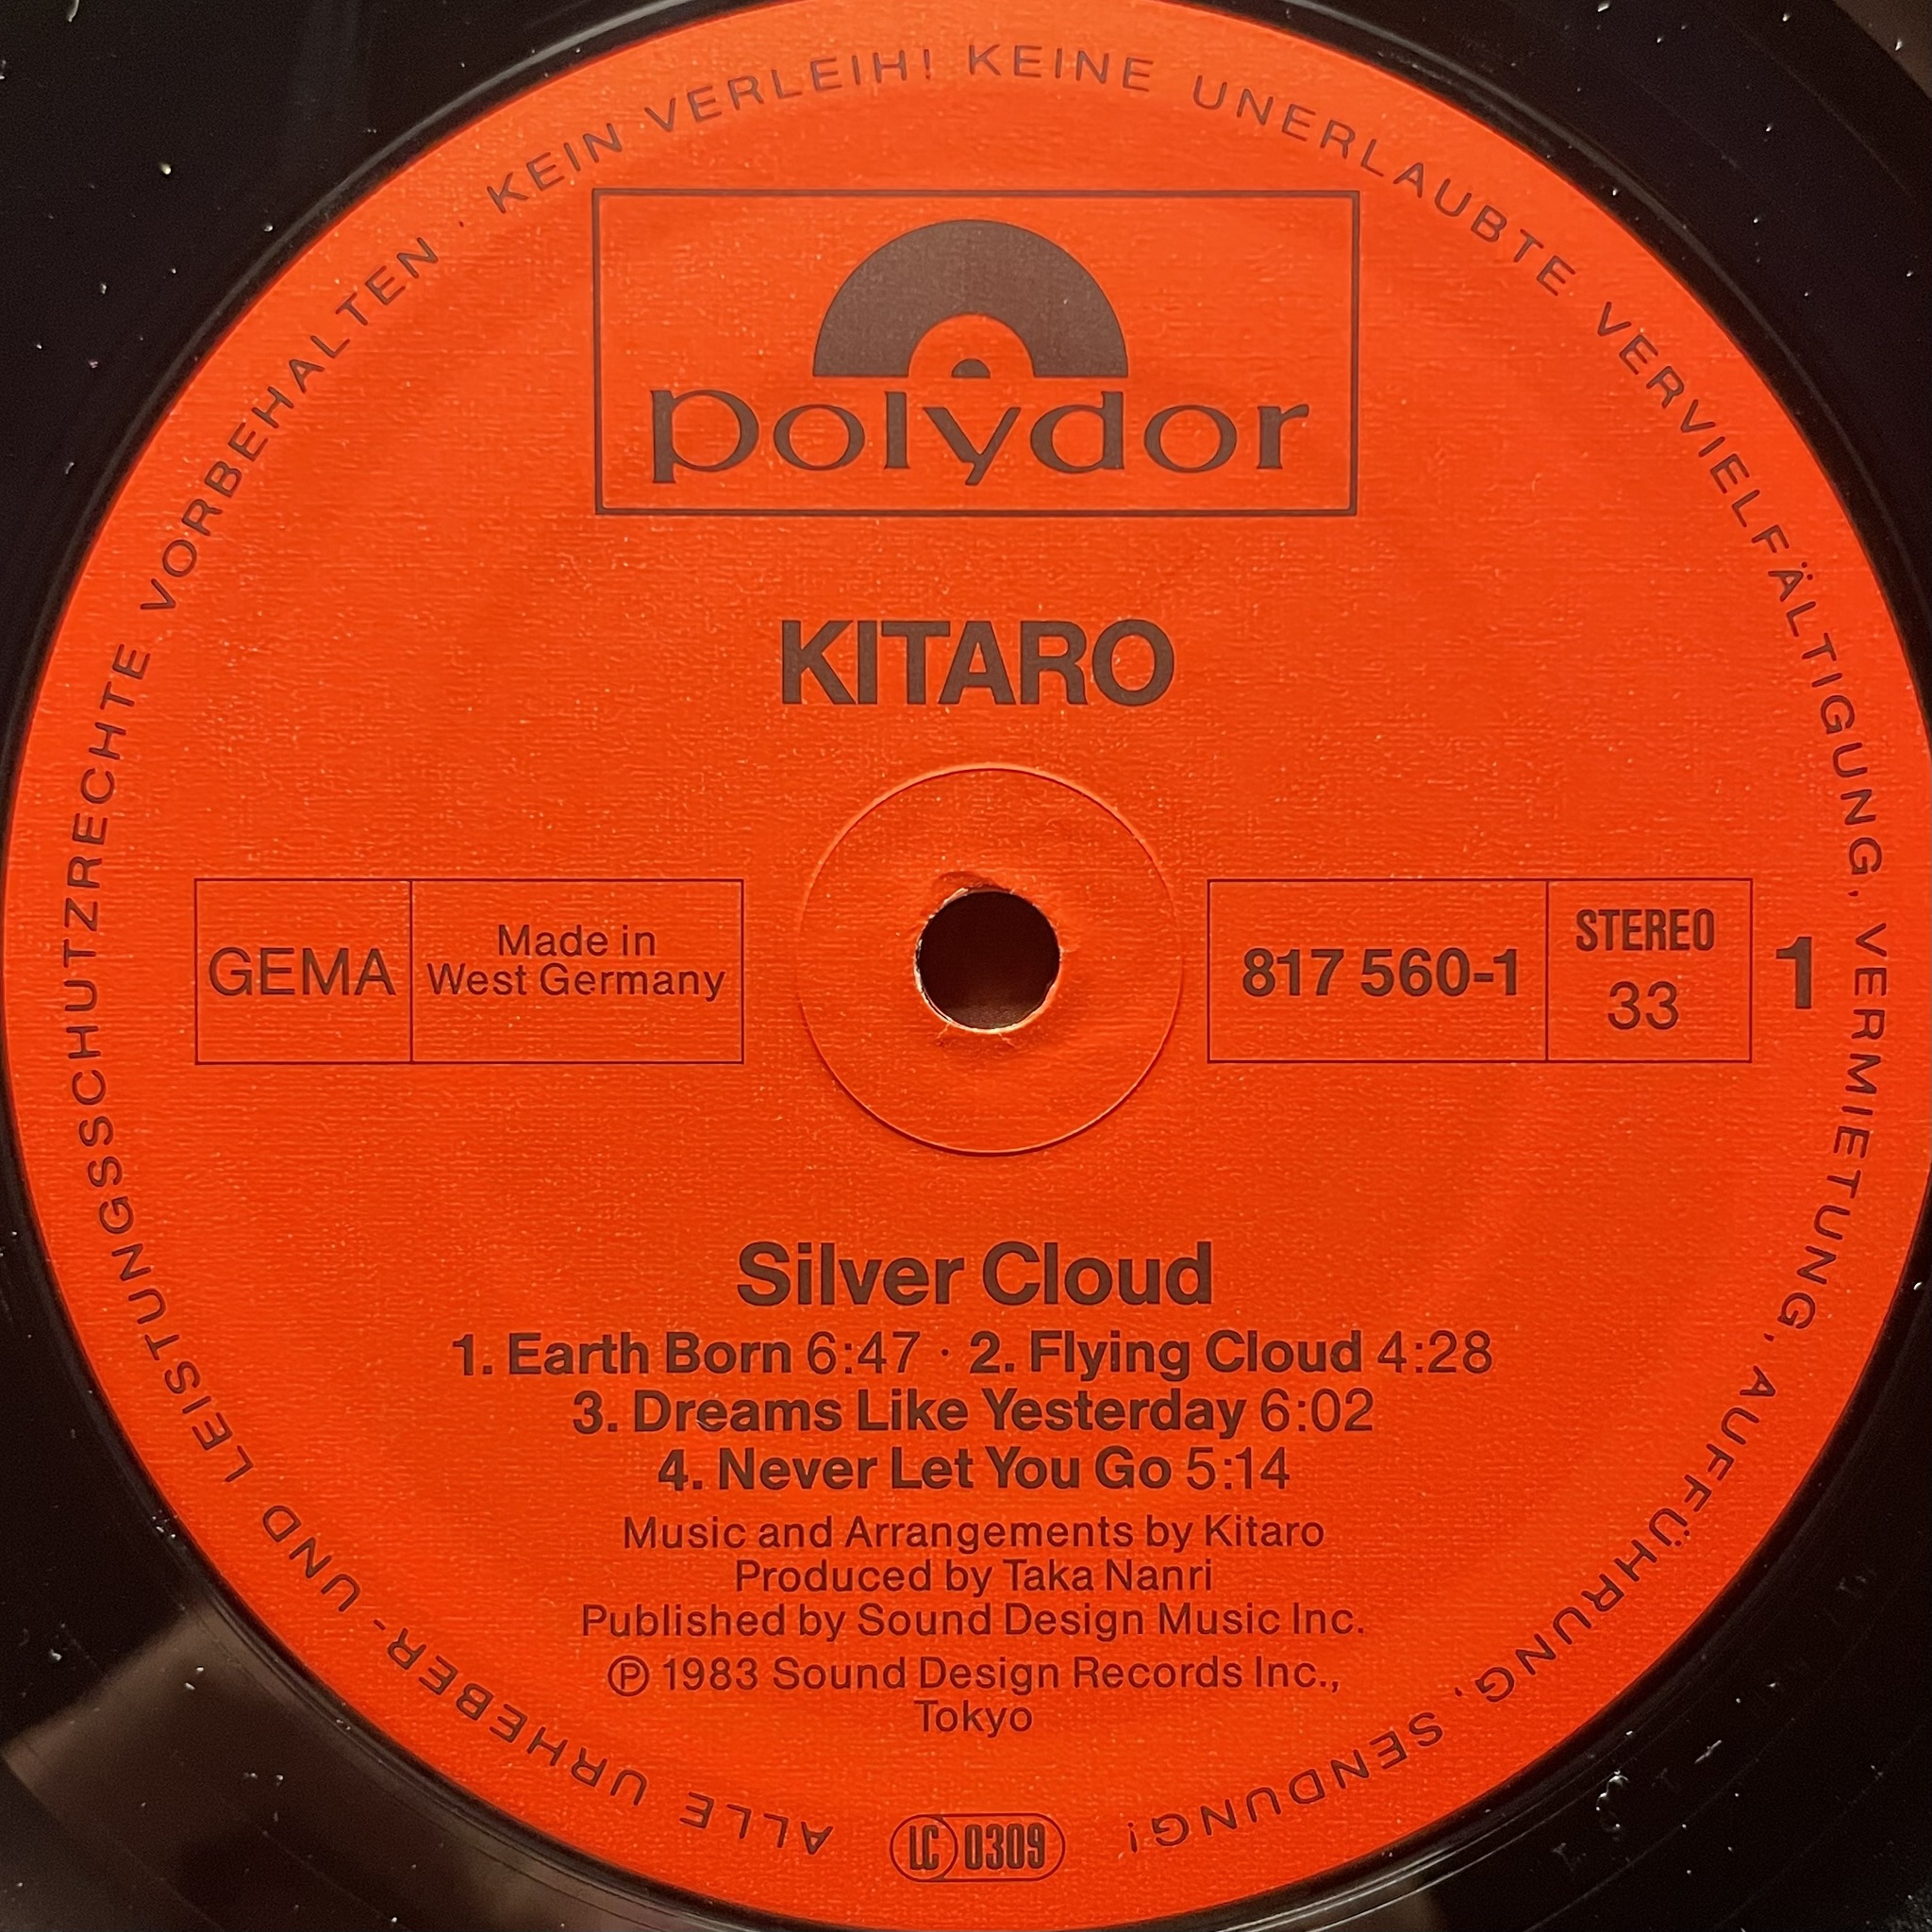 ALLE URHEBER- UND LEISTUNGSSCHUTZRECHTE VORBEHALTEN · KEIN VERLEIH! KEINE UNERLAUBTE VERVIELFÄLTIGUNG, VERMIETUNG, AUFFÜHRUNG, SENDUNG!
polydor
KITARO
GEMA
Made in
West Germany
817 560-1
STEREO
33
1
Silver Cloud
1. Earth Born 6:47 · 2. Flying Cloud 4:28
3. Dreams Like Yesterday 6:02
4. Never Let You Go 5:14
Music and Arrangements by Kitaro
Produced by Taka Nanri
Published by Sound Design Music Inc.
Ⓟ 1983 Sound Design Records Inc.,
Tokyo
LC 0309